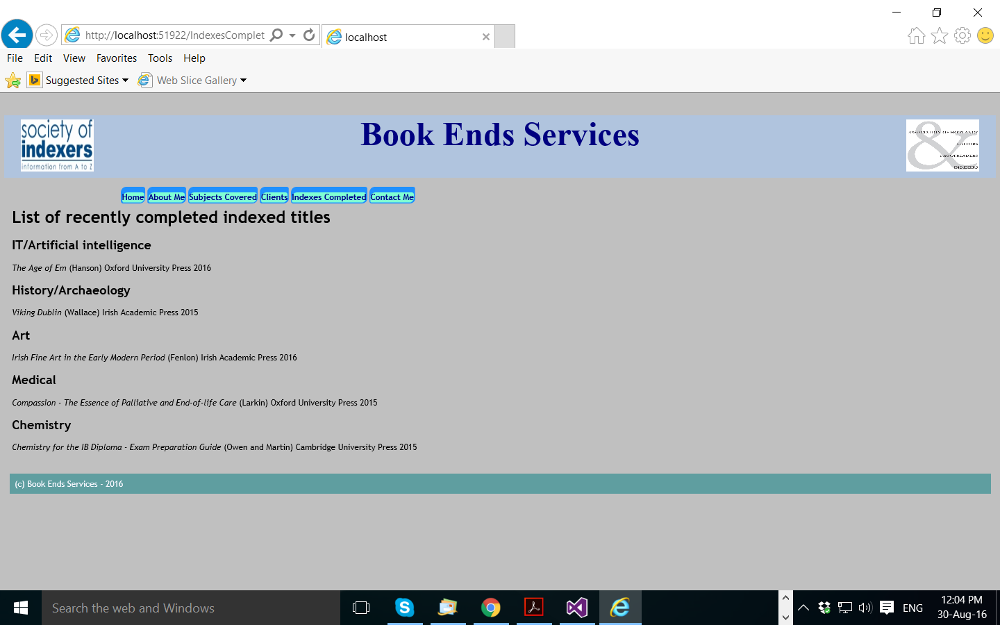 http://localhost:51922/IndexesComplet
localhost
File Edit View Favorites Tools Help
Suggested Sites
Web Slice Gallery
society of
indexers
information from A to Z
Book Ends Services
ASSOCIATION OF FREELANCE
EDITORS
PROOFREADERS
INDEXERS
&
Home About Me Subjects Covered Clients Indexes Completed Contact Me
List of recently completed indexed titles
IT/Artificial intelligence
The Age of Em (Hanson) Oxford University Press 2016
History/Archaeology
Viking Dublin (Wallace) Irish Academic Press 2015
Art
Irish Fine Art in the Early Modern Period (Fenlon) Irish Academic Press 2016
Medical
Compassion - The Essence of Palliative and End-of-life Care (Larkin) Oxford University Press 2015
Chemistry
Chemistry for the IB Diploma - Exam Preparation Guide (Owen and Martin) Cambridge University Press 2015
(c) Book Ends Services - 2016
Search the web and Windows
ENG
12:04 PM
30-Aug-16